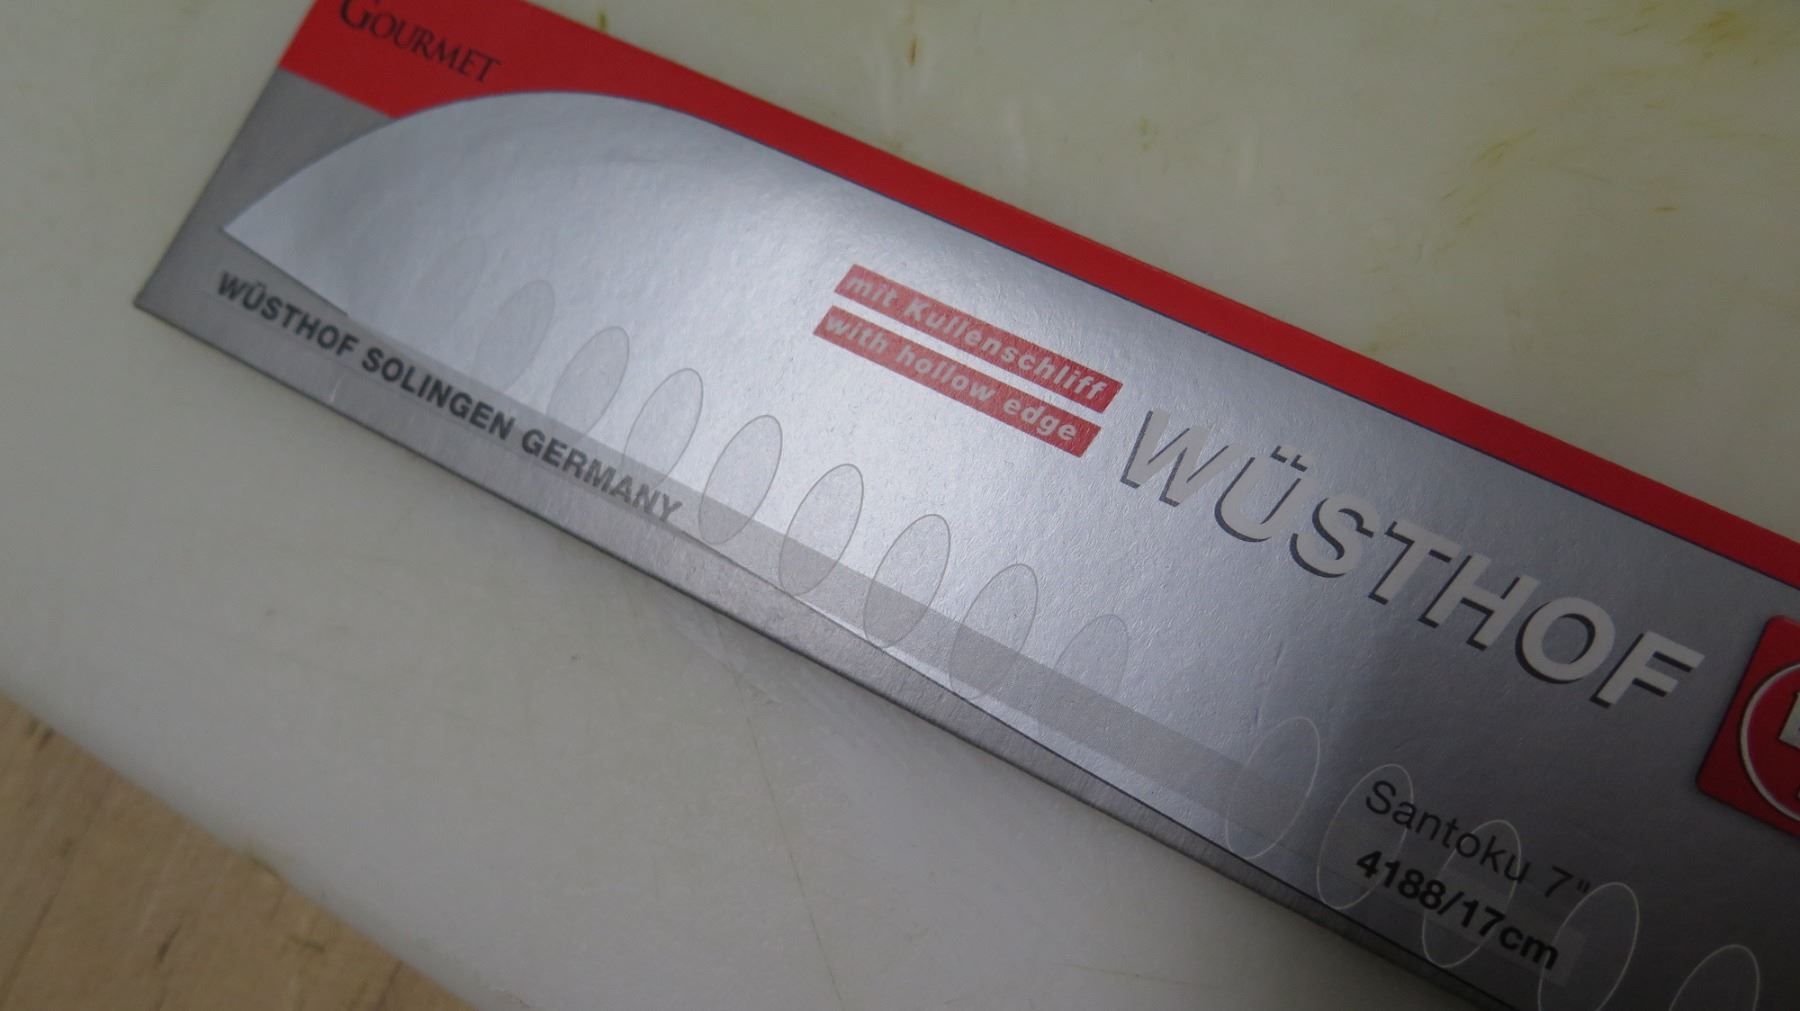 GOURMET
mit Kullenschliff
with hollow edge
WÜSTHOF
WÜSTHOF SOLINGEN GERMANY
Santoku 7"
4188/17cm